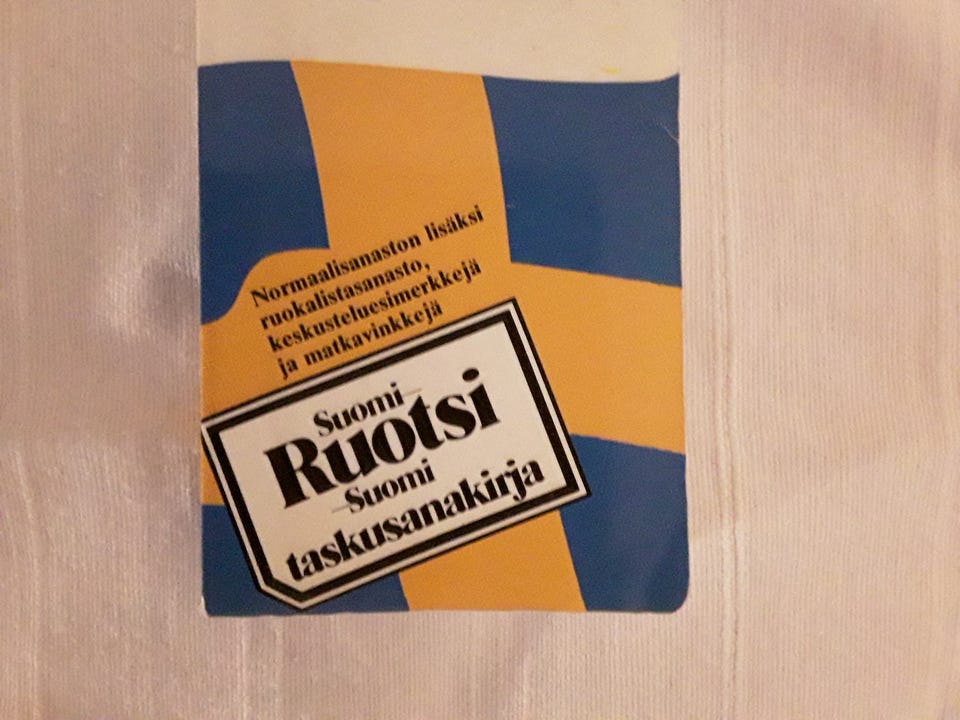 Normaalisanaston lisäksi
ruokalistasanasto,
keskusteluesimerkkejä
ja matkavinkkejä
Suomi–
Ruotsi
–Suomi
taskusanakirja